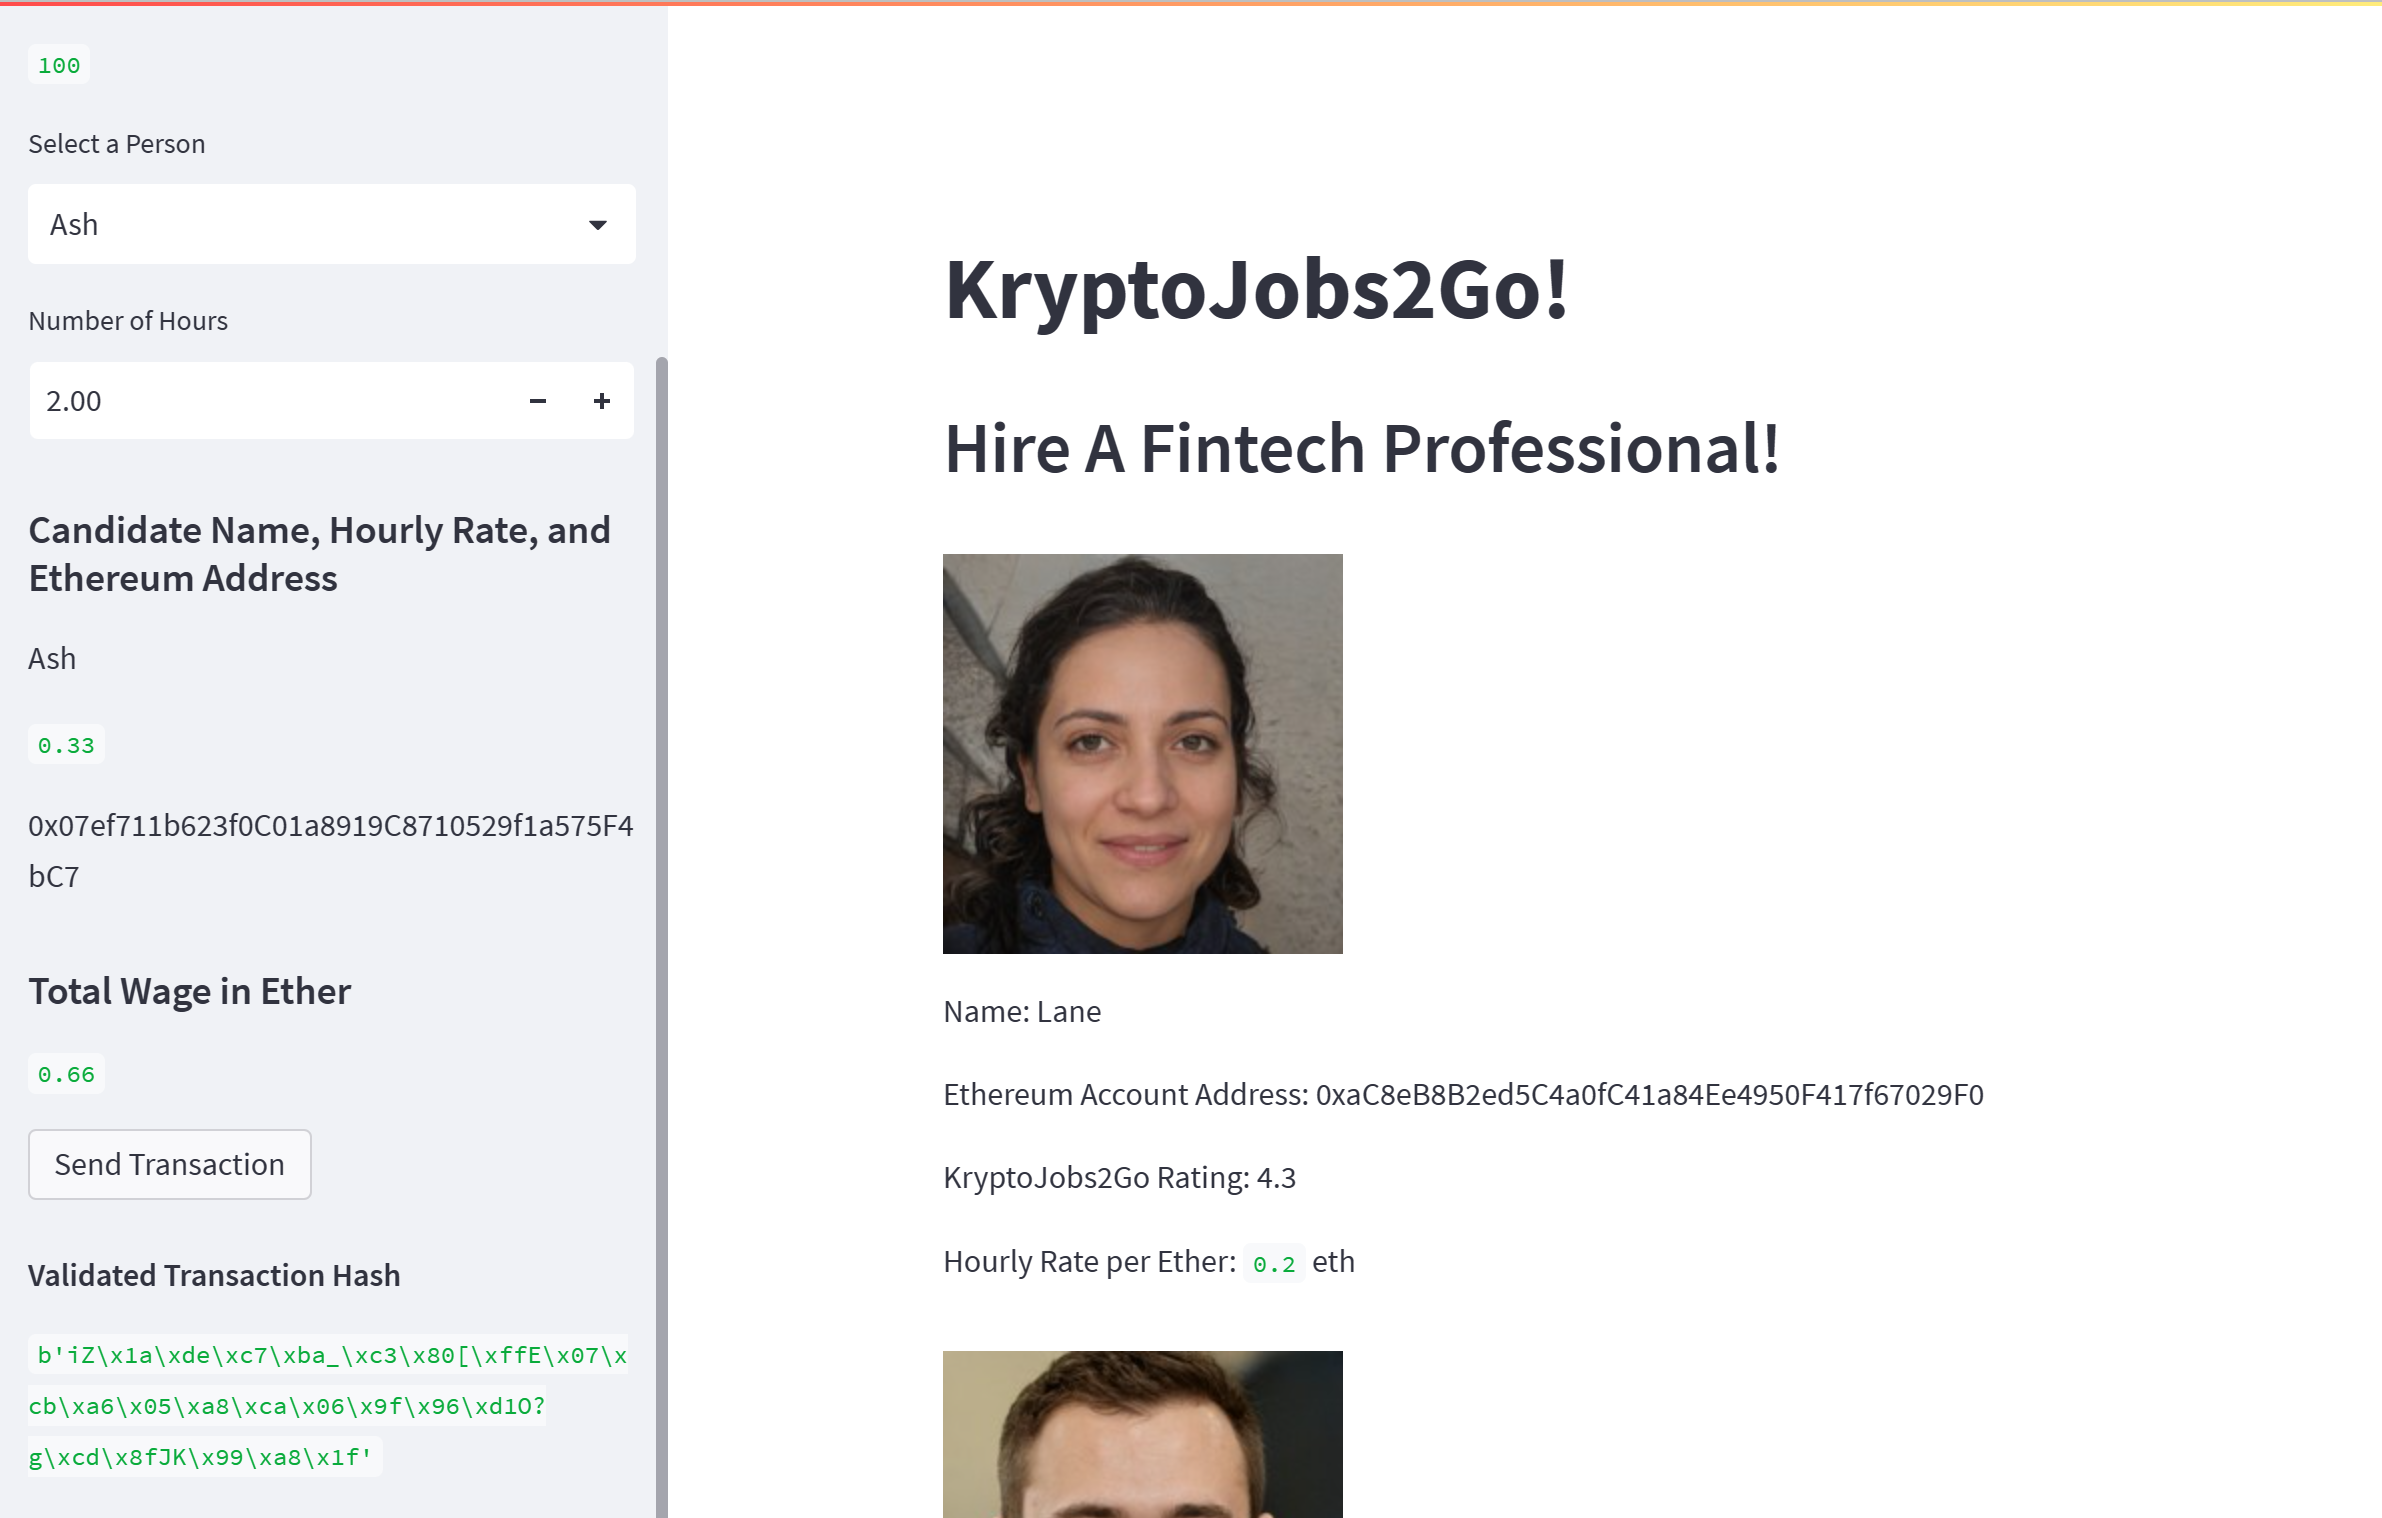 100
Select a Person
Ash
Number of Hours
2.00
Candidate Name, Hourly Rate, and
Ethereum Address
Ash
0.33
0x07ef711b623f0C01a8919C8710529f1a575F4
bC7
Total Wage in Ether
0.66
Send Transaction
Validated Transaction Hash
b'iZ\x1a\xde\xc7\xba_\xc3\x80[\xffE\x07\x
cb\xa6\x05\xa8\xca\x06\x9f\x96\xd1O?
g\xcd\x8fJK\x99\xa8\x1f'
KryptoJobs2Go!
Hire A Fintech Professional!
Name: Lane
Ethereum Account Address: 0xaC8eB8B2ed5C4a0fC41a84Ee4950F417f67029F0
KryptoJobs2Go Rating: 4.3
Hourly Rate per Ether: 0.2 eth